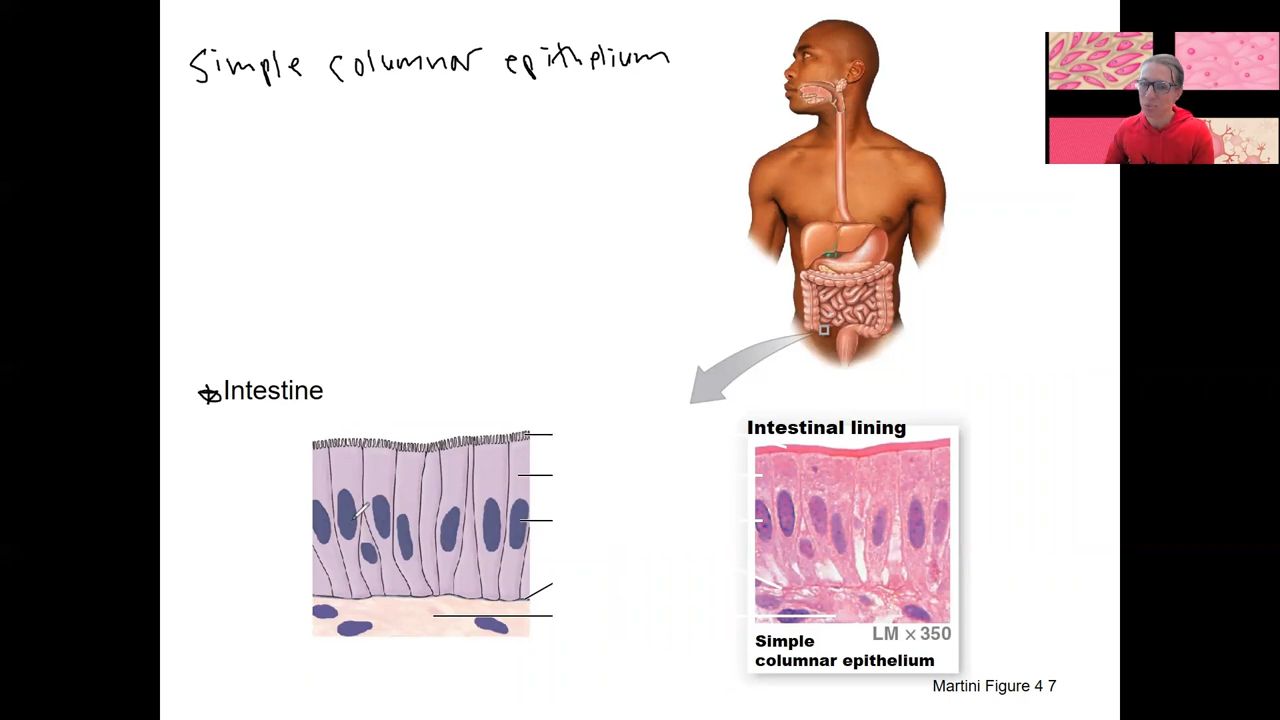 Simple columnar epithelium
Intestine
Intestinal lining
LM × 350
Simple
columnar epithelium
Martini Figure 4 7